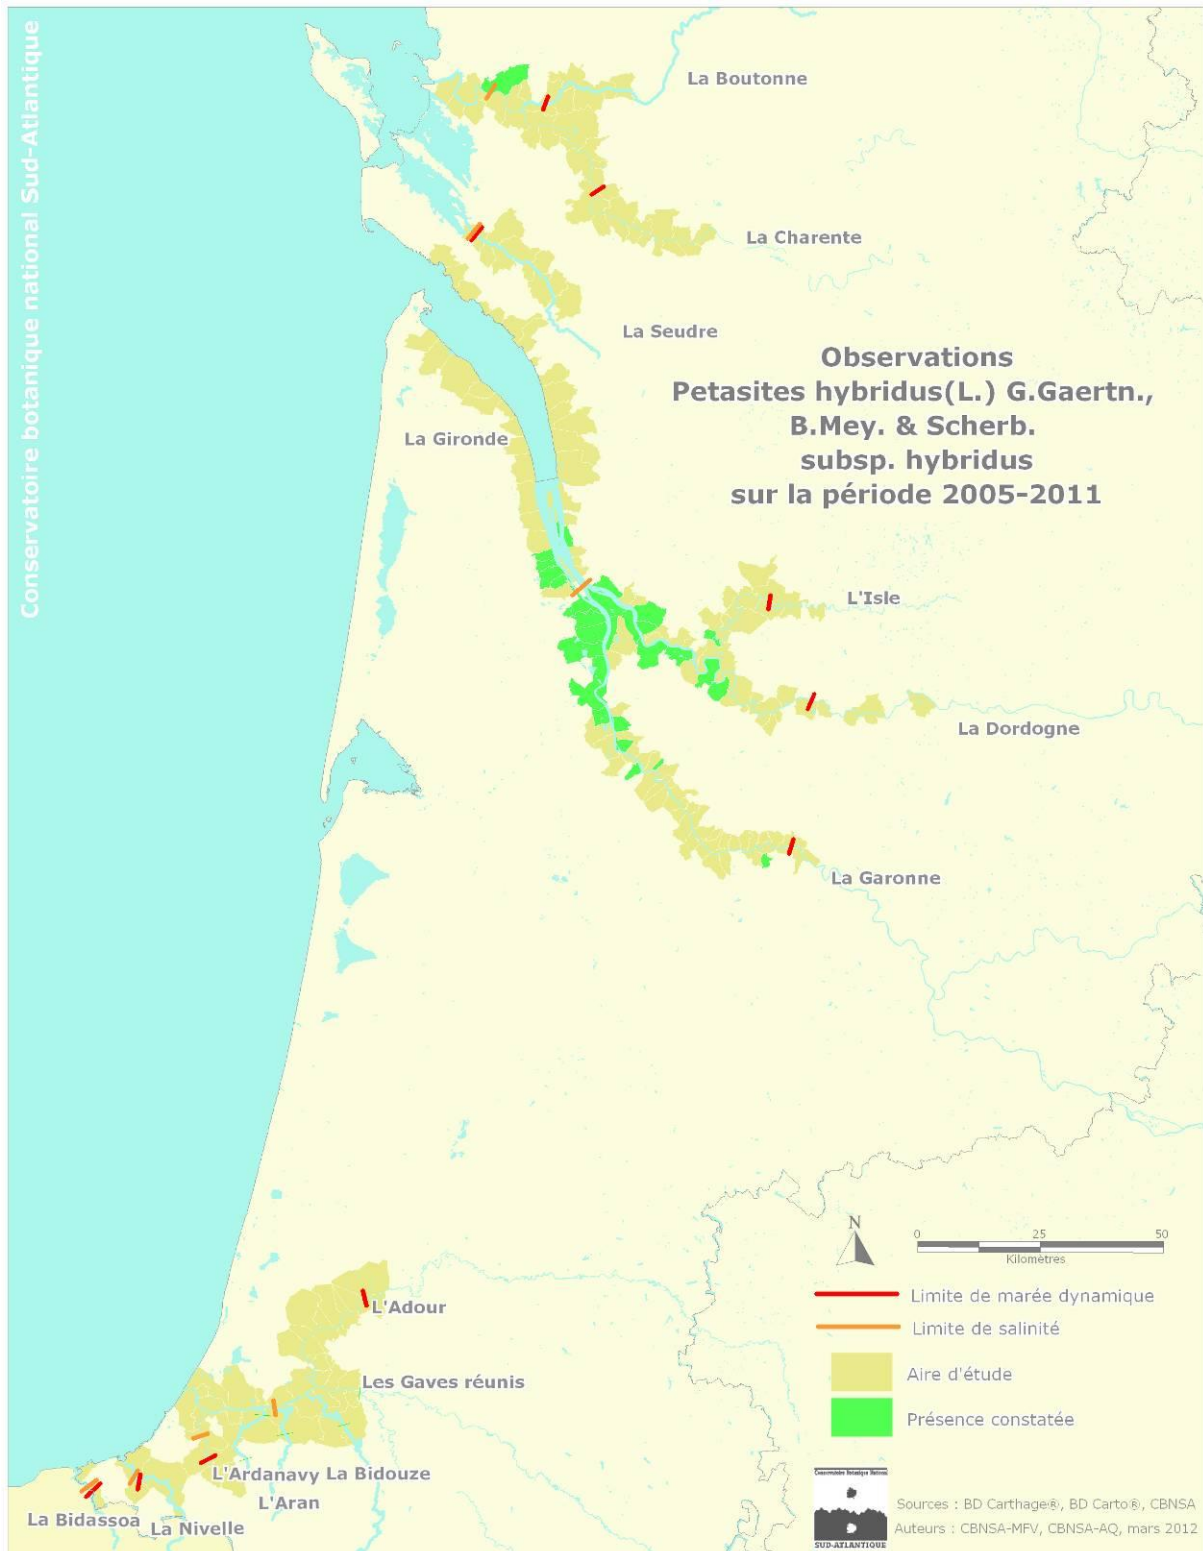 Conservatoire botanique national Sud-Atlantique
La Boutonne
La Charente
La Seudre
Observations
Petasites hybridus(L.) G.Gaertn.,
B.Mey. & Scherb.
subsp. hybridus
sur la période 2005-2011
La Gironde
L'Isle
La Dordogne
La Garonne
N
0 25 50
Kilomètres
Limite de marée dynamique
Limite de salinité
Aire d'étude
Présence constatée
L'Adour
Les Gaves réunis
L'Ardanavy La Bidouze
L'Aran
La Bidassoa
La Nivelle
Conservatoire Botanique National
SUD-ATLANTIQUE
Sources : BD Carthage®, BD Carto®, CBNSA
Auteurs : CBNSA-MFV, CBNSA-AQ, mars 2012